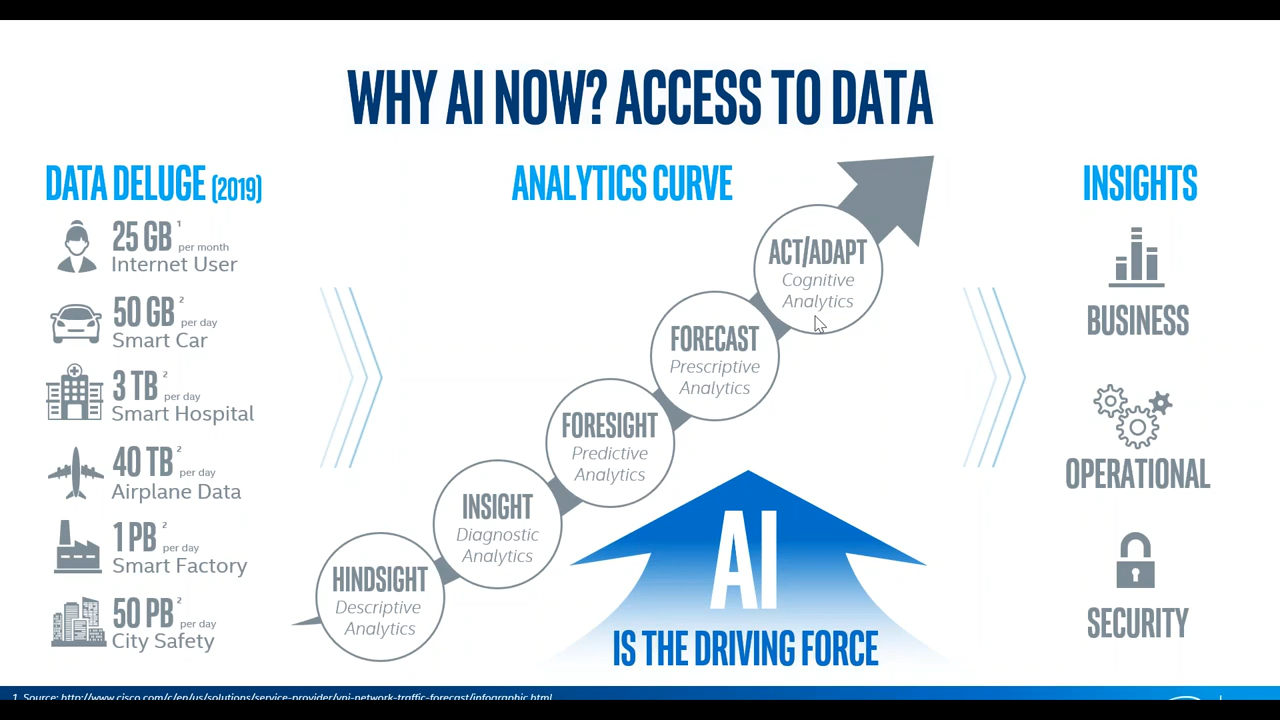 WHY AI NOW? ACCESS TO DATA
DATA DELUGE (2019)
25 GB per month 1
Internet User
50 GB per day 2
Smart Car
3 TB per day 2
Smart Hospital
40 TB per day 2
Airplane Data
1 PB per day 2
Smart Factory
50 PB per day 2
City Safety
ANALYTICS CURVE
ACT/ADAPT
Cognitive
Analytics
FORECAST
Prescriptive
Analytics
FORESIGHT
Predictive
Analytics
INSIGHT
Diagnostic
Analytics
HINDSIGHT
Descriptive
Analytics
AI
IS THE DRIVING FORCE
INSIGHTS
BUSINESS
OPERATIONAL
SECURITY
1. Source: http://www.cisco.com/c/en/us/solutions/service-provider/vni-network-traffic-forecast/infographic.html